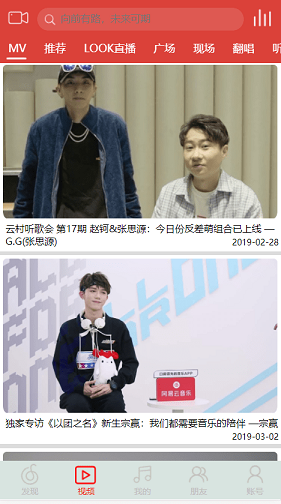 MV 推荐 LOOK直播 广场 现场 翻唱 听
云村听歌会 第17期 赵钶&张思源：今日份反差萌组合已上线 —
G.G(张思源)
2019-02-28
网易云音乐
独家专访《以团之名》新生宗赢：我们都需要音乐的陪伴 —宗赢
2019-03-02
发现 视频 我的 朋友 账号